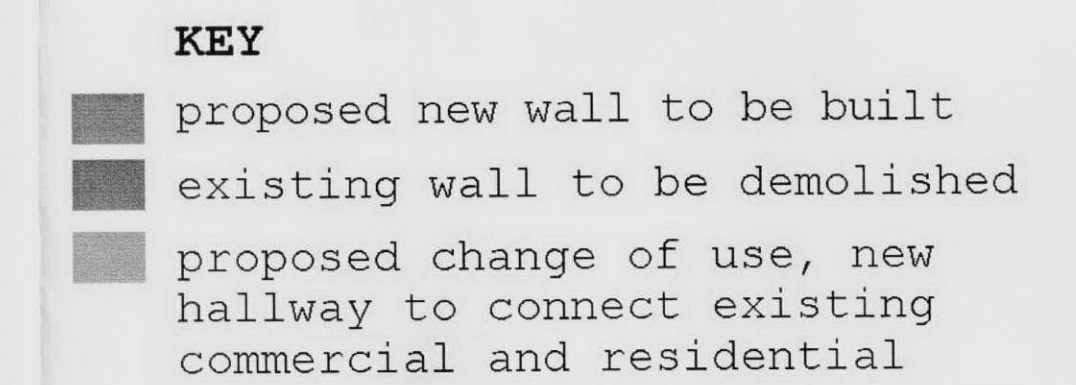 KEY
proposed new wall to be built
existing wall to be demolished
proposed change of use, new
hallway to connect existing
commercial and residential